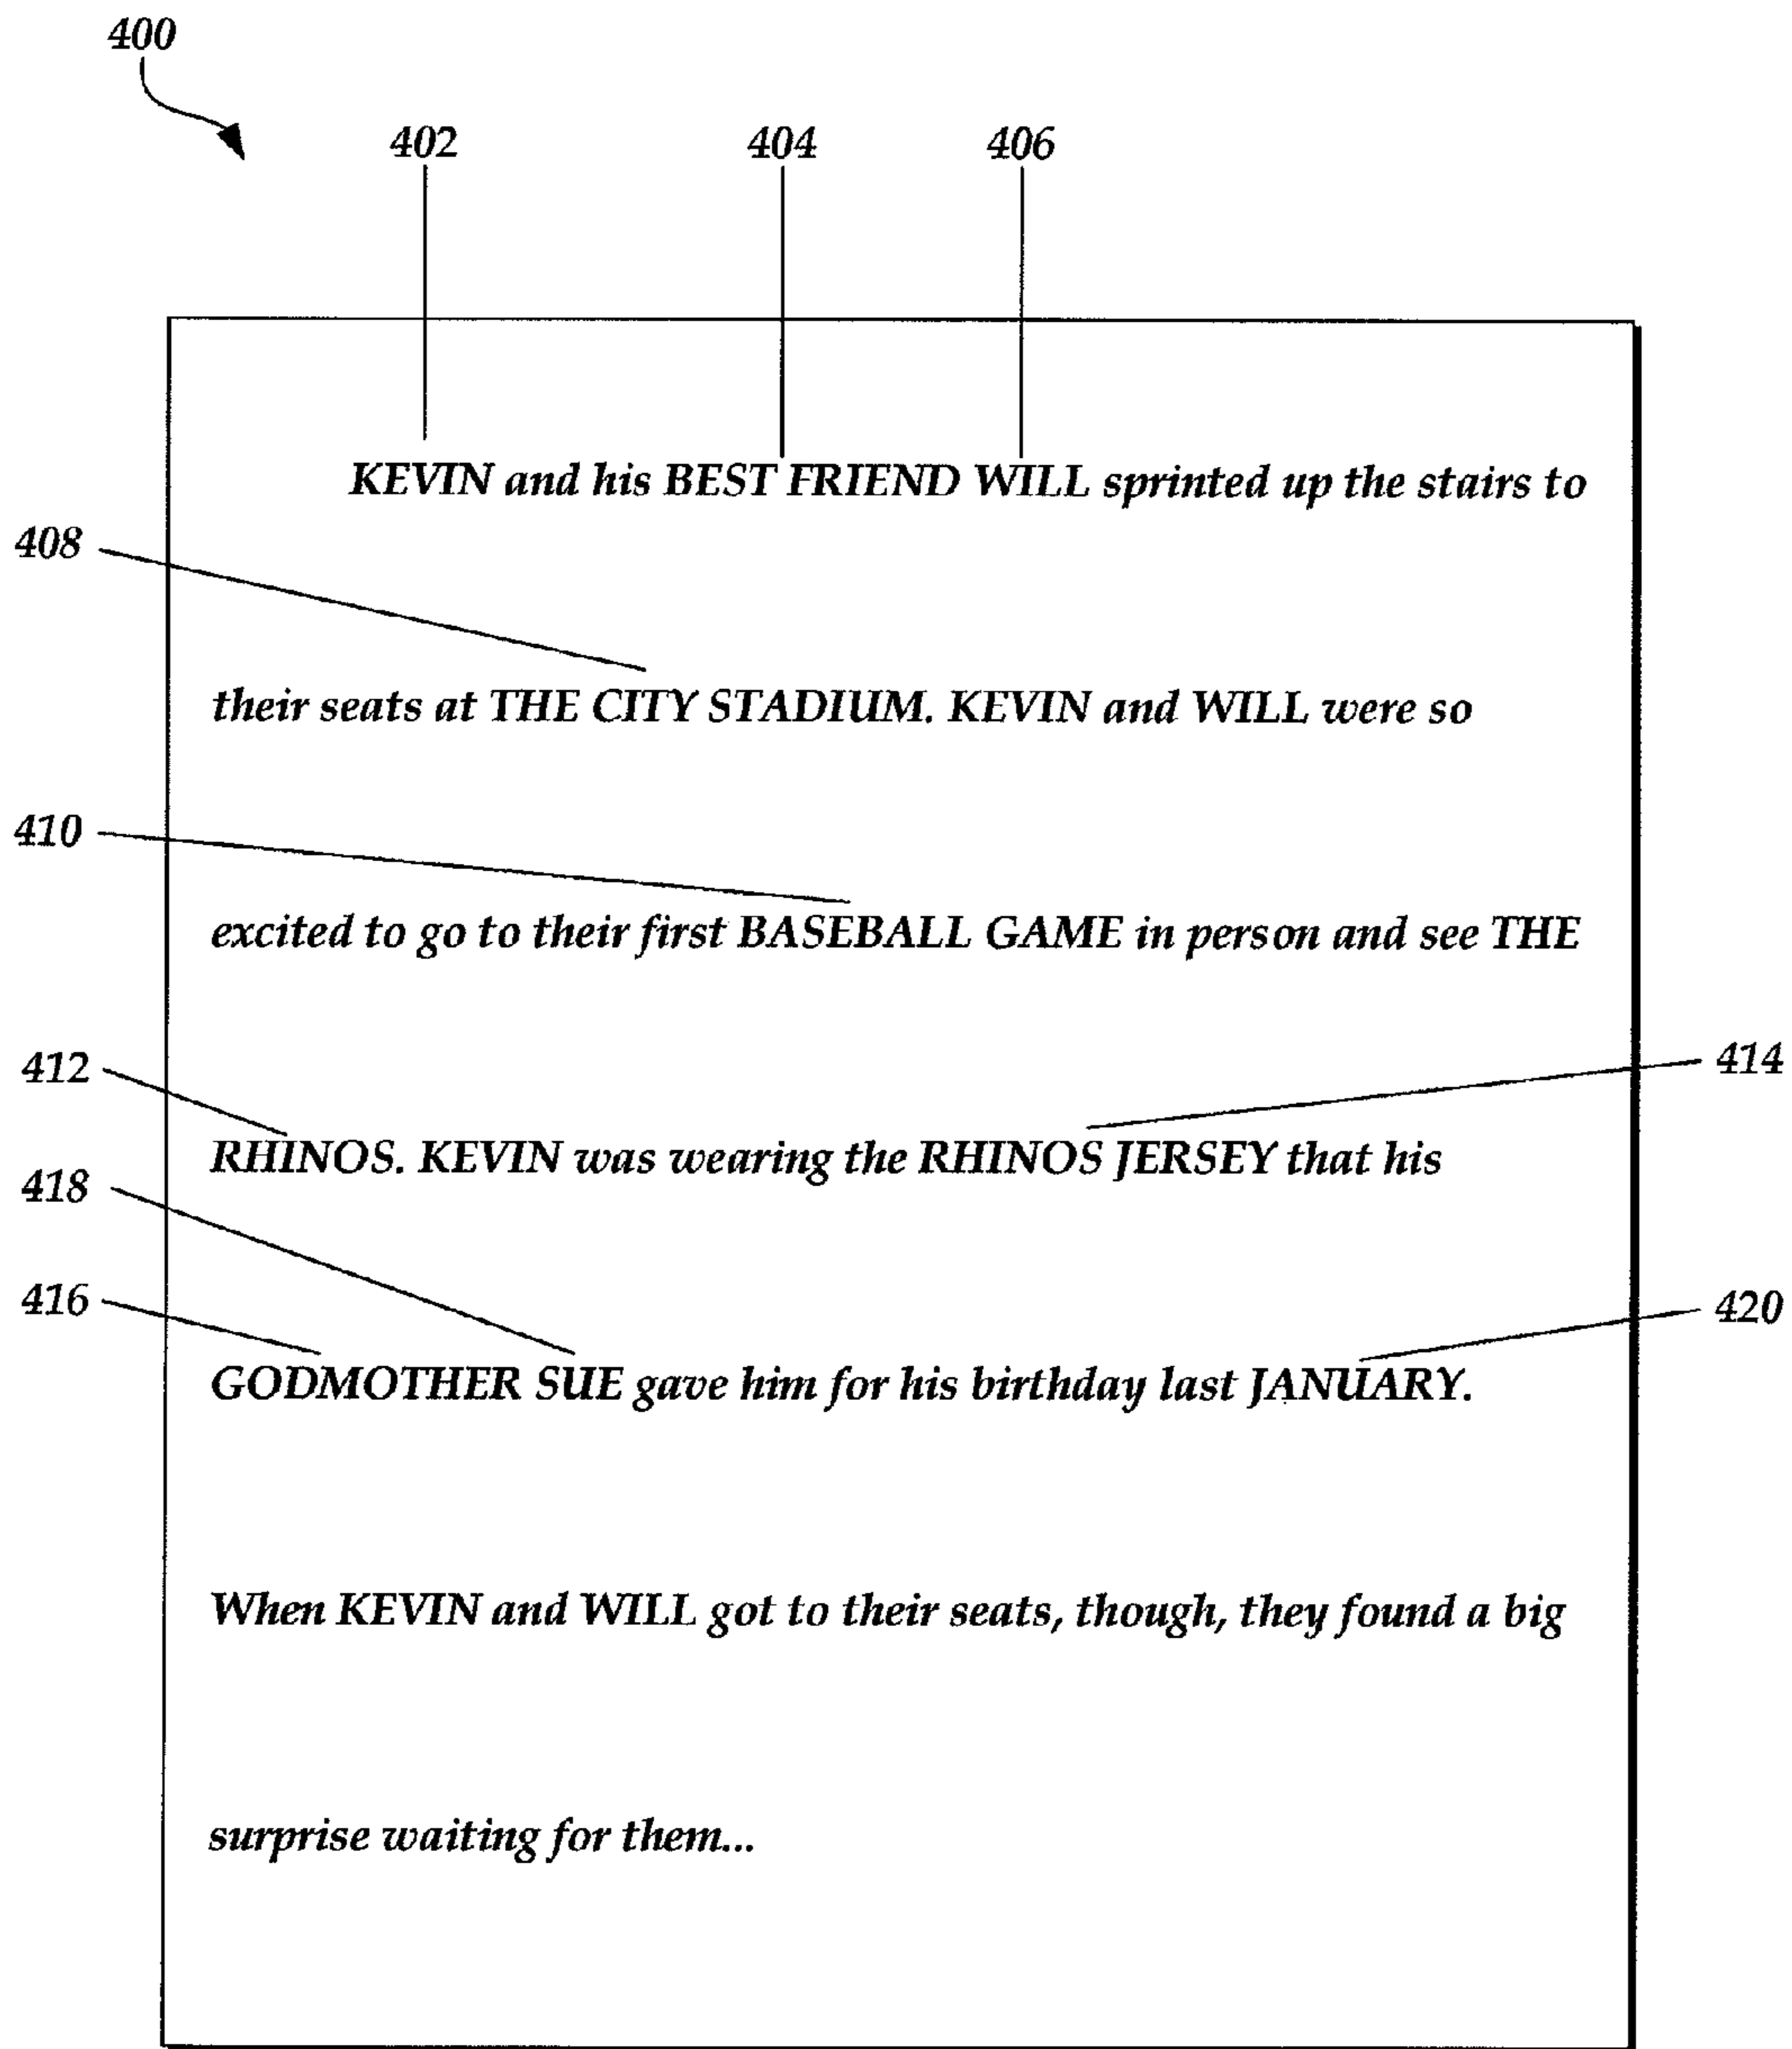 400
402 404 406
KEVIN and his BEST FRIEND WILL sprinted up the stairs to
408
their seats at THE CITY STADIUM. KEVIN and WILL were so
410
excited to go to their first BASEBALL GAME in person and see THE
412 414
RHINOS. KEVIN was wearing the RHINOS JERSEY that his
418
416 420
GODMOTHER SUE gave him for his birthday last JANUARY.
When KEVIN and WILL got to their seats, though, they found a big
surprise waiting for them...